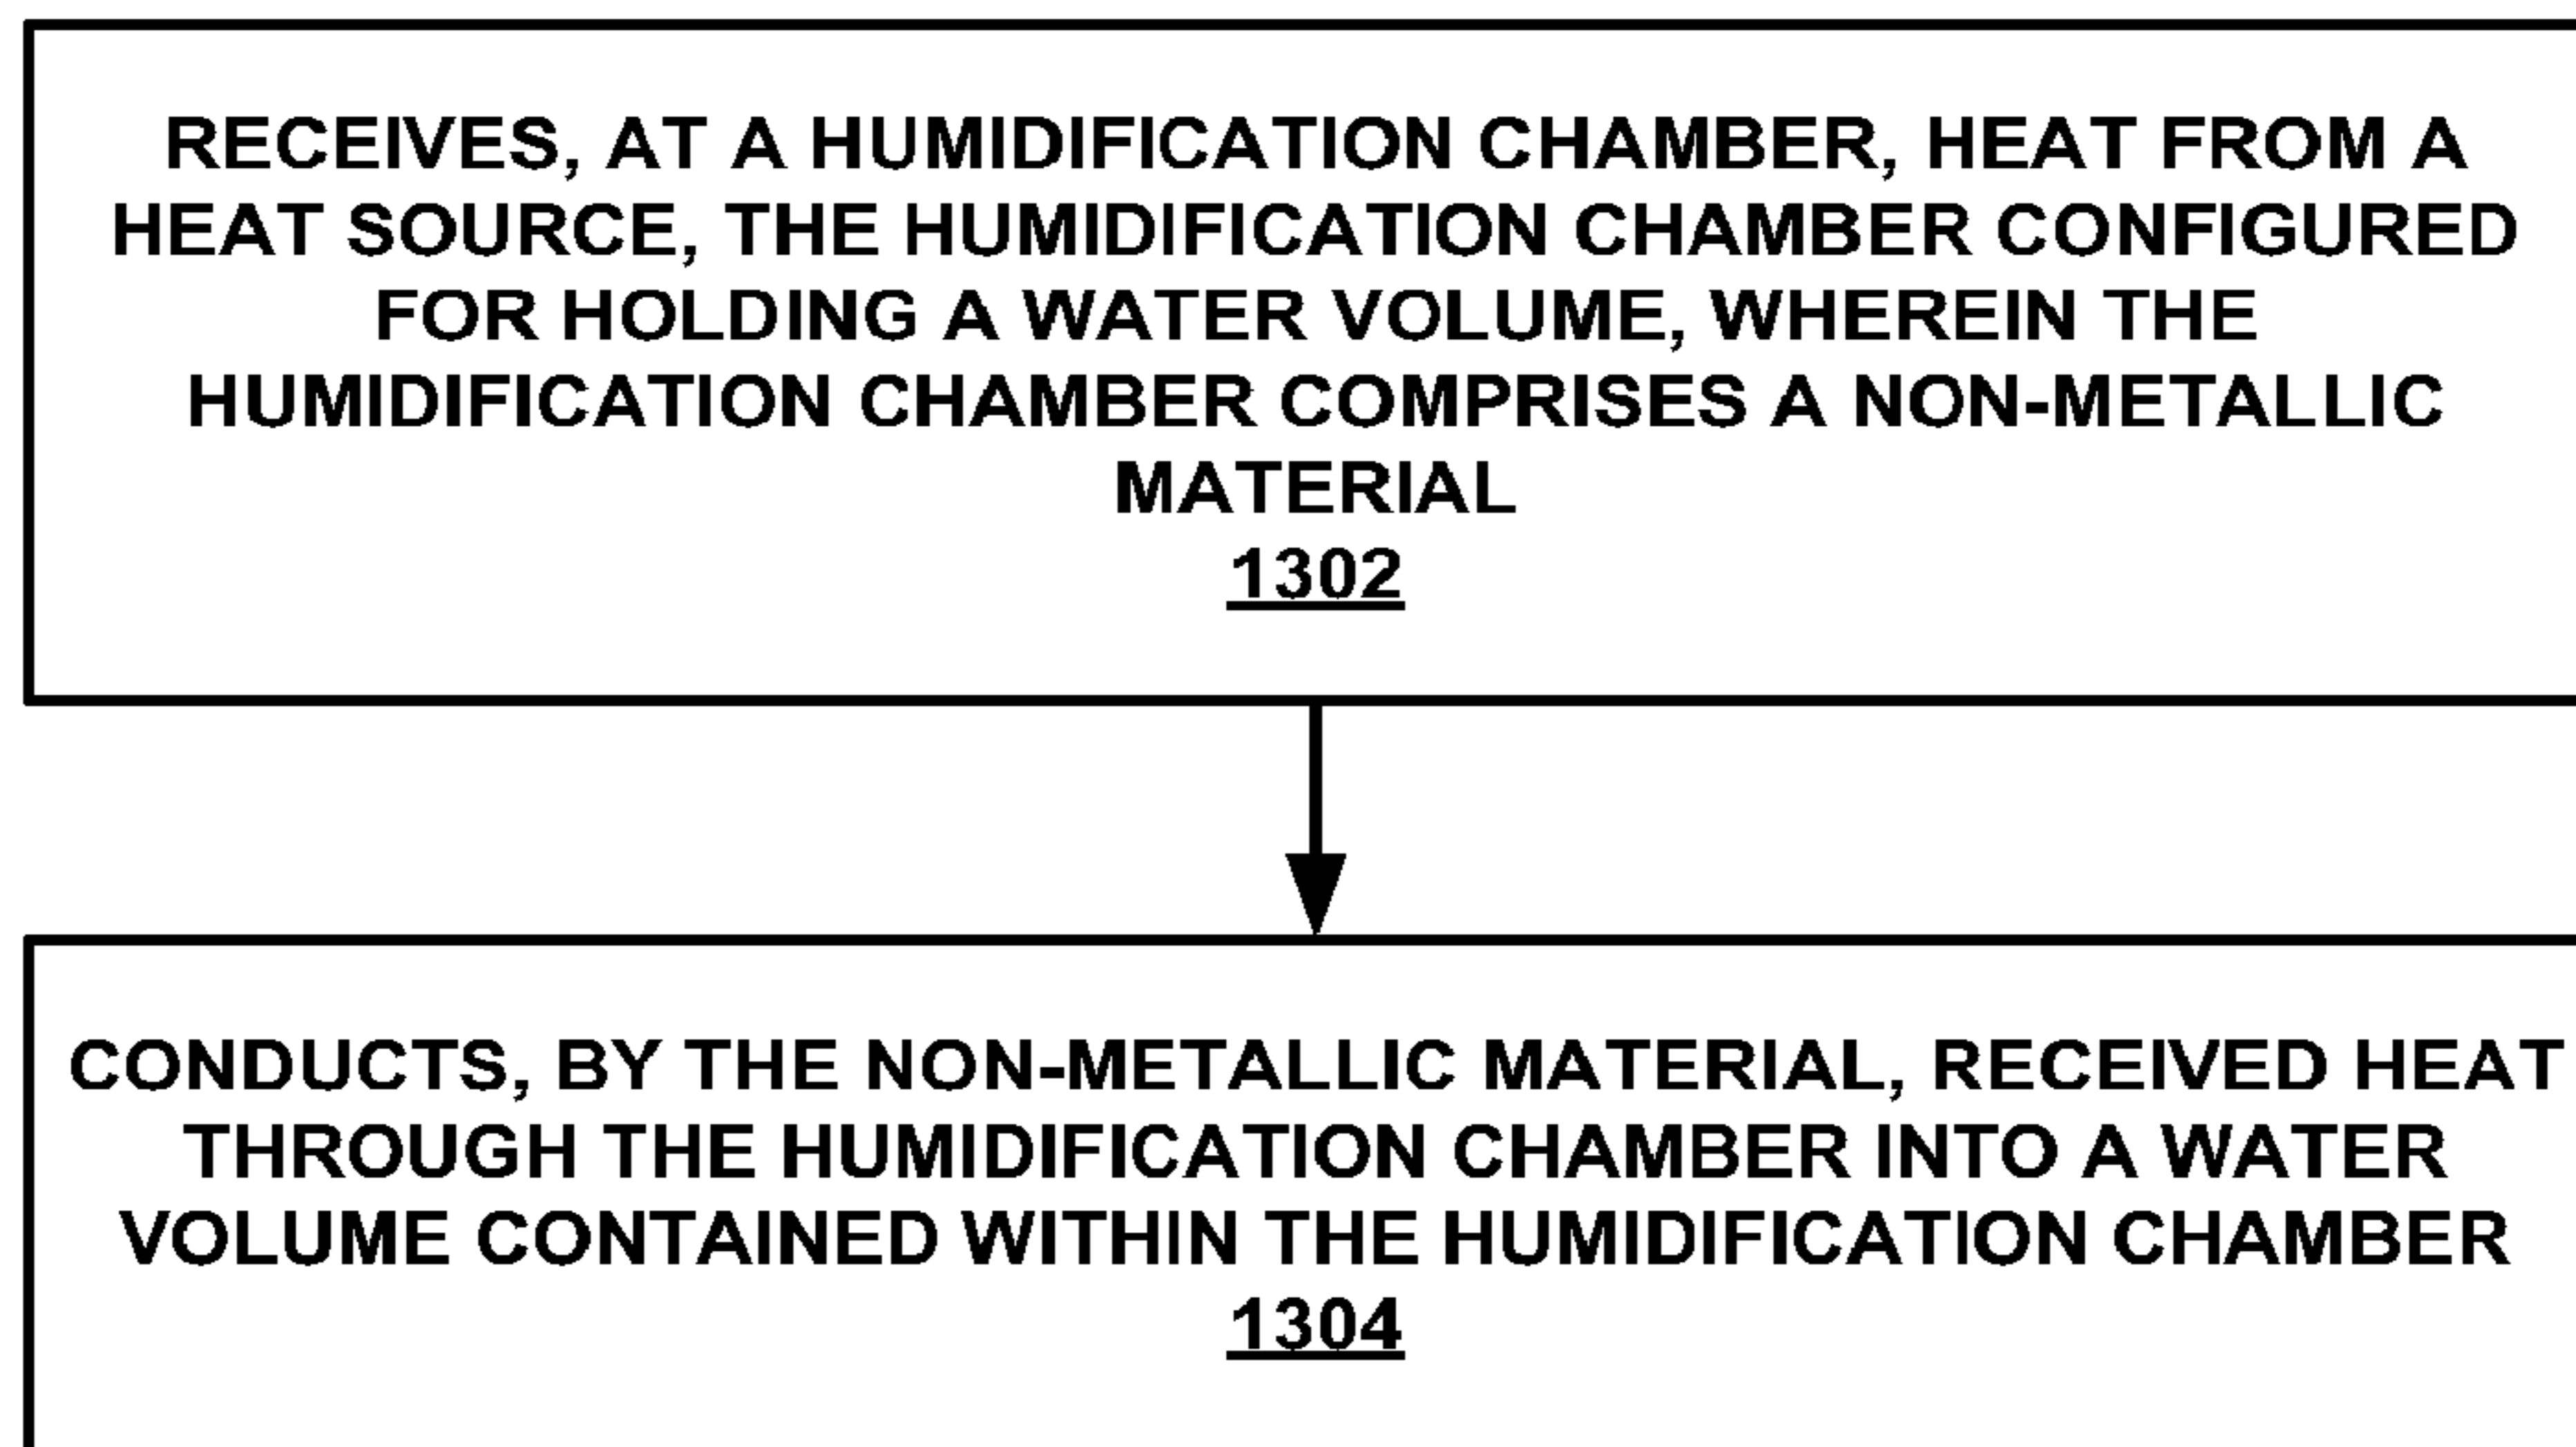 RECEIVES, AT A HUMIDIFICATION CHAMBER, HEAT FROM A
HEAT SOURCE, THE HUMIDIFICATION CHAMBER CONFIGURED
FOR HOLDING A WATER VOLUME, WHEREIN THE
HUMIDIFICATION CHAMBER COMPRISES A NON-METALLIC
MATERIAL
1302
CONDUCTS, BY THE NON-METALLIC MATERIAL, RECEIVED HEAT
THROUGH THE HUMIDIFICATION CHAMBER INTO A WATER
VOLUME CONTAINED WITHIN THE HUMIDIFICATION CHAMBER
1304